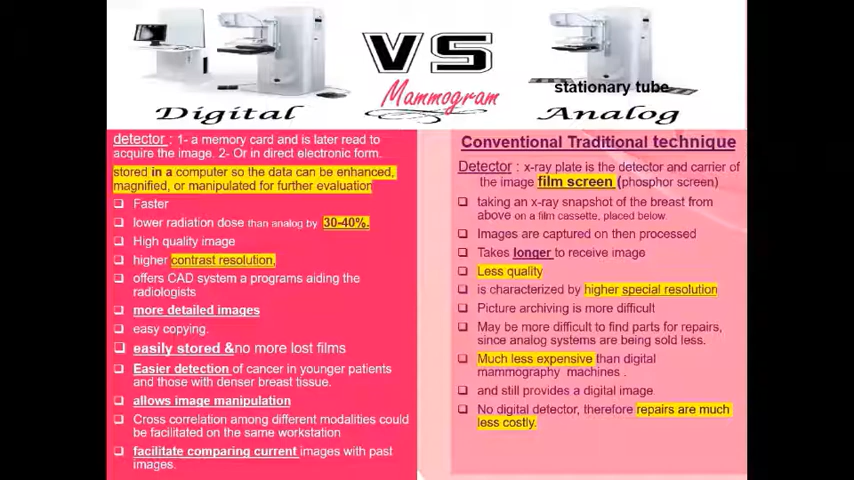 VS
Mammogram
stationary tube
Digital
Analog
detector : 1- a memory card and is later read to
acquire the image. 2- Or in direct electronic form.
stored in a computer so the data can be enhanced,
magnified, or manipulated for further evaluation
❑ Faster
❑ lower radiation dose than analog by 30-40%.
❑ High quality image
❑ higher contrast resolution,
❑ offers CAD system a programs aiding the
radiologists
❑ more detailed images
❑ easy copying.
❑ easily stored &no more lost films
❑ Easier detection of cancer in younger patients
and those with denser breast tissue.
❑ allows image manipulation
❑ Cross correlation among different modalities could
be facilitated on the same workstation
❑ facilitate comparing current images with past
images.
Conventional Traditional technique
Detector : x-ray plate is the detector and carrier of
the image film screen (phosphor screen)
❑ taking an x-ray snapshot of the breast from
above on a film cassette, placed below.
❑ Images are captured on then processed
❑ Takes longer to receive image
❑ Less quality
❑ is characterized by higher special resolution
❑ Picture archiving is more difficult
❑ May be more difficult to find parts for repairs,
since analog systems are being sold less.
❑ Much less expensive than digital
mammography machines .
❑ and still provides a digital image
❑ No digital detector, therefore repairs are much
less costly.